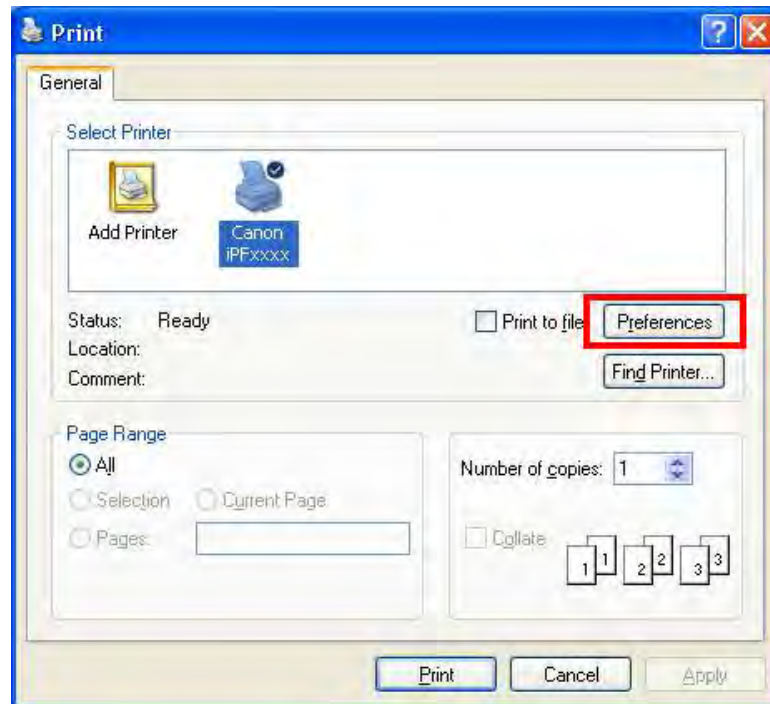 Print
General
Select Printer
Add Printer
Canon
iPFxxxx
Status: Ready
Print to file
Preferences
Location:
Comment:
Find Printer...
Page Range
All
Selection
Current Page
Pages:
Number of copies: 1
Collate
1 1 2 2 3 3
Print
Cancel
Apply